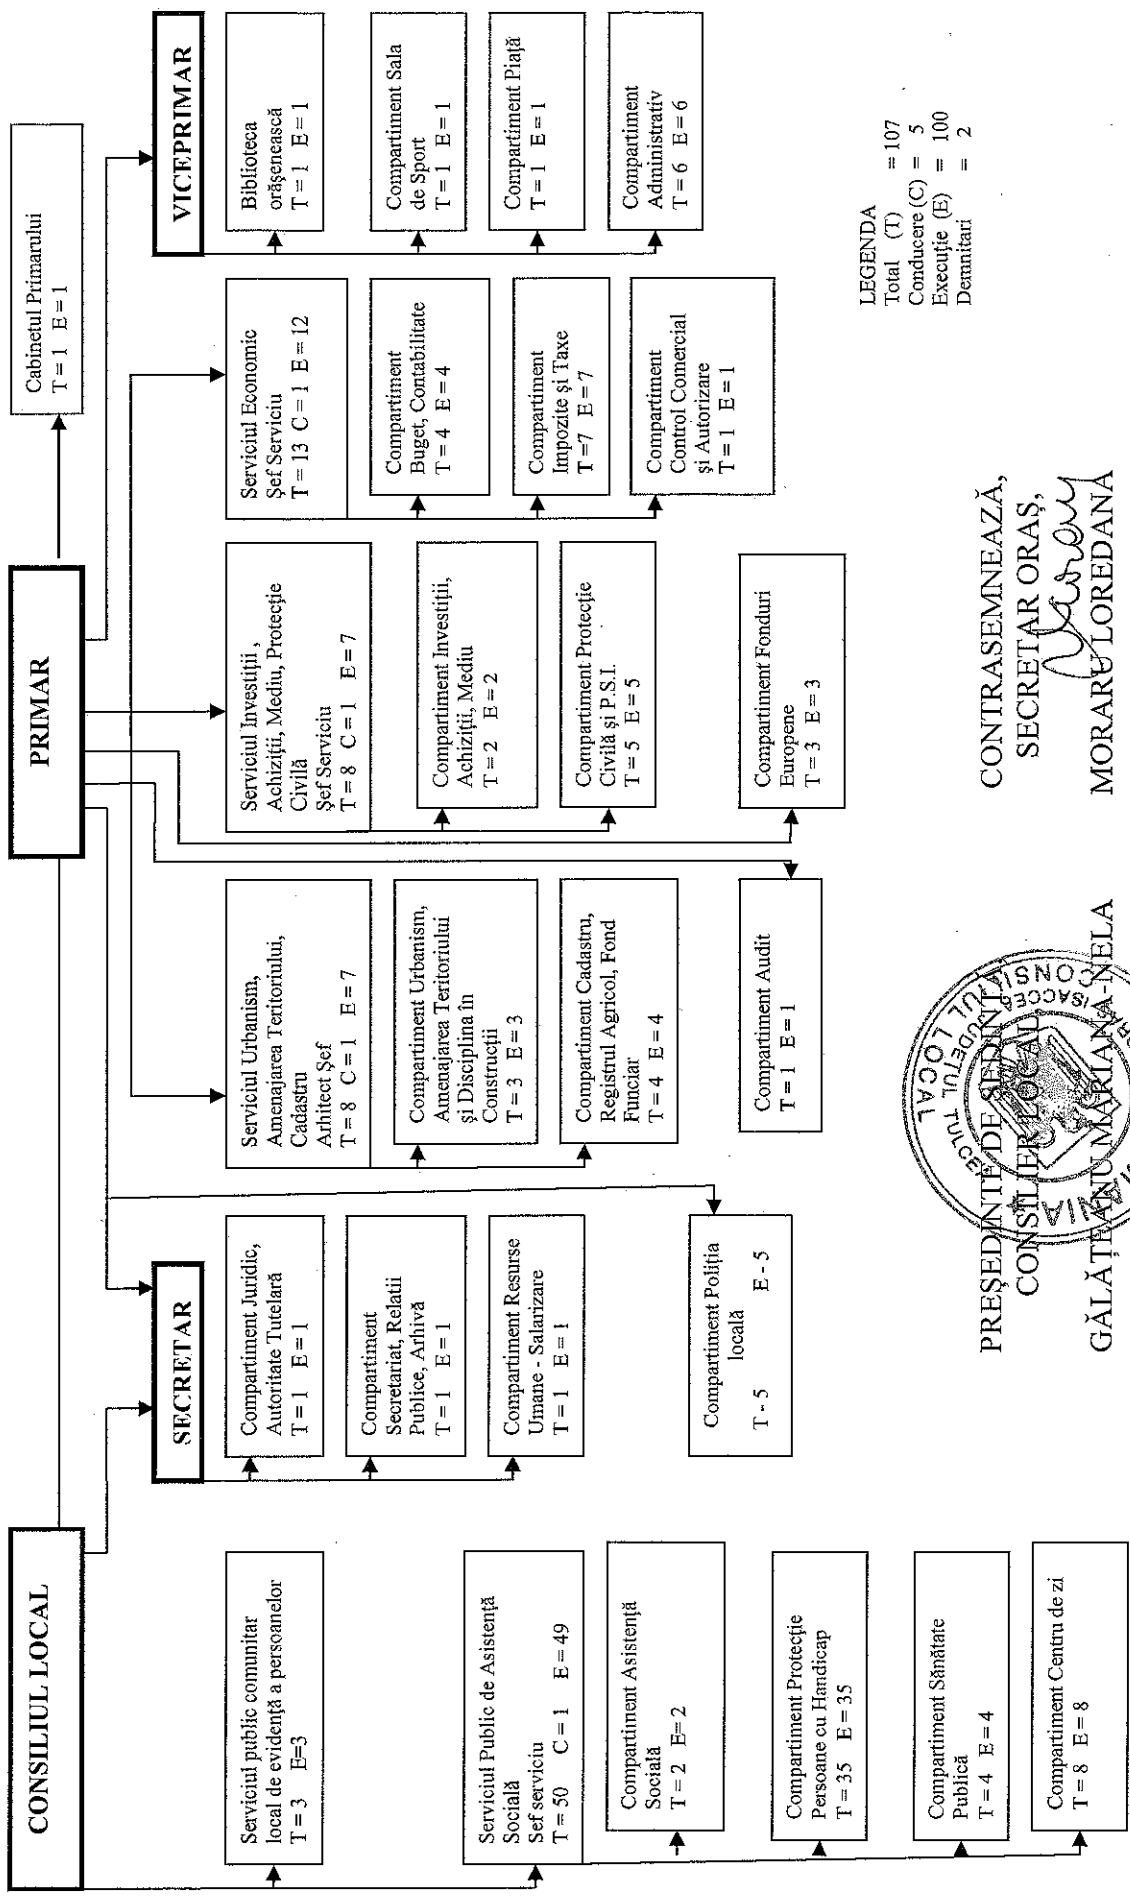 CONSILIUL LOCAL
PRIMAR
Cabinetul Primarului
T = 1 E = 1
SECRETAR
VICEPRIMAR
Serviciul public comunitar
local de evidență a persoanelor
T = 3 E=3
Serviciul Public de Asistență
Socială
Sef serviciu
T = 50 C = 1 E = 49
Compartiment Asistență
Socială
T = 2 E= 2
Compartiment Protecție
Persoane cu Handicap
T = 35 E = 35
Compartiment Sănătate
Publică
T = 4 E = 4
Compartiment Centru de zi
T = 8 E = 8
Compartiment Juridic,
Autoritate Tutelară
T = 1 E = 1
Compartiment
Secretariat, Relatii
Publice, Arhivă
T = 1 E = 1
Compartiment Resurse
Umane - Salarizare
T = 1 E = 1
Compartiment Poliția
locală
T - 5 E - 5
Serviciul Urbanism,
Amenajarea Teritoriului,
Cadastru
Arhitect Șef
T = 8 C = 1 E = 7
Compartiment Urbanism,
Amenajarea Teritoriului
și Disciplina în
Construcții
T = 3 E = 3
Compartiment Cadastru,
Registrul Agricol, Fond
Funciar
T = 4 E = 4
Compartiment Audit
T = 1 E = 1
Serviciul Investiții ,
Achiziții, Mediu, Protecție
Civilă
Șef Serviciu
T = 8 C = 1 E = 7
Compartiment Investiții,
Achiziții, Mediu
T = 2 E = 2
Compartiment Protecție
Civilă și P.S.I.
T = 5 E = 5
Compartiment Fonduri
Europene
T = 3 E = 3
Serviciul Economic
Șef Serviciu
T = 13 C = 1 E = 12
Compartiment
Buget, Contabilitate
T = 4 E = 4
Compartiment
Impozite și Taxe
T =7 E = 7
Compartiment
Control Comercial
și Autorizare
T = 1 E = 1
Biblioteca
orășenească
T = 1 E = 1
Compartiment Sala
de Sport
T = 1 E = 1
Compartiment Piață
T = 1 E = 1
Compartiment
Administrativ
T = 6 E = 6
LEGENDA
Total (T) = 107
Conducere (C) = 5
Execuție (E) = 100
Demnitari = 2
PREȘEDINTE DE ȘEDINȚĂ
CONSILIER LOCAL,
GĂLĂȚEANU MARIANA-NELA
CONTRASEMNEAZĂ,
SECRETAR ORAȘ,
MORARU LOREDANA
JUDEȚUL TULCEA
CONSILIUL LOCAL
ISACCEA